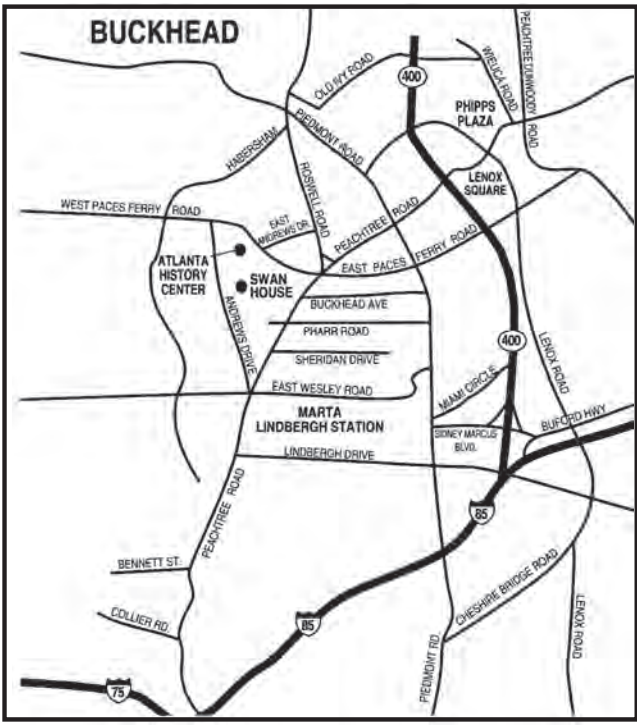 BUCKHEAD
400
OLD IVY ROAD
WIEUCA ROAD
PEACHTREE DUNWOODY
ROAD
PHIPPS
PLAZA
PIEDMONT ROAD
HABERSHAM
ROSWELL ROAD
LENOX
SQUARE
WEST PACES FERRY ROAD
EAST
ANDREWS DR.
PEACHTREE ROAD
EAST PACES FERRY ROAD
ATLANTA
HISTORY
CENTER
SWAN
HOUSE
BUCKHEAD AVE
PHARR ROAD
SHERIDAN DRIVE
ANDREWS DRIVE
400
LENOX ROAD
EAST WESLEY ROAD
MIAMI CIRCLE
MARTA
LINDBERGH STATION
SIDNEY MARCUS
BLVD.
BUFORD HWY
LINDBERGH DRIVE
PEACHTREE ROAD
85
BENNETT ST.
COLLIER RD.
85
CHESHIRE BRIDGE ROAD
LENOX ROAD
PIEDMONT RD.
75